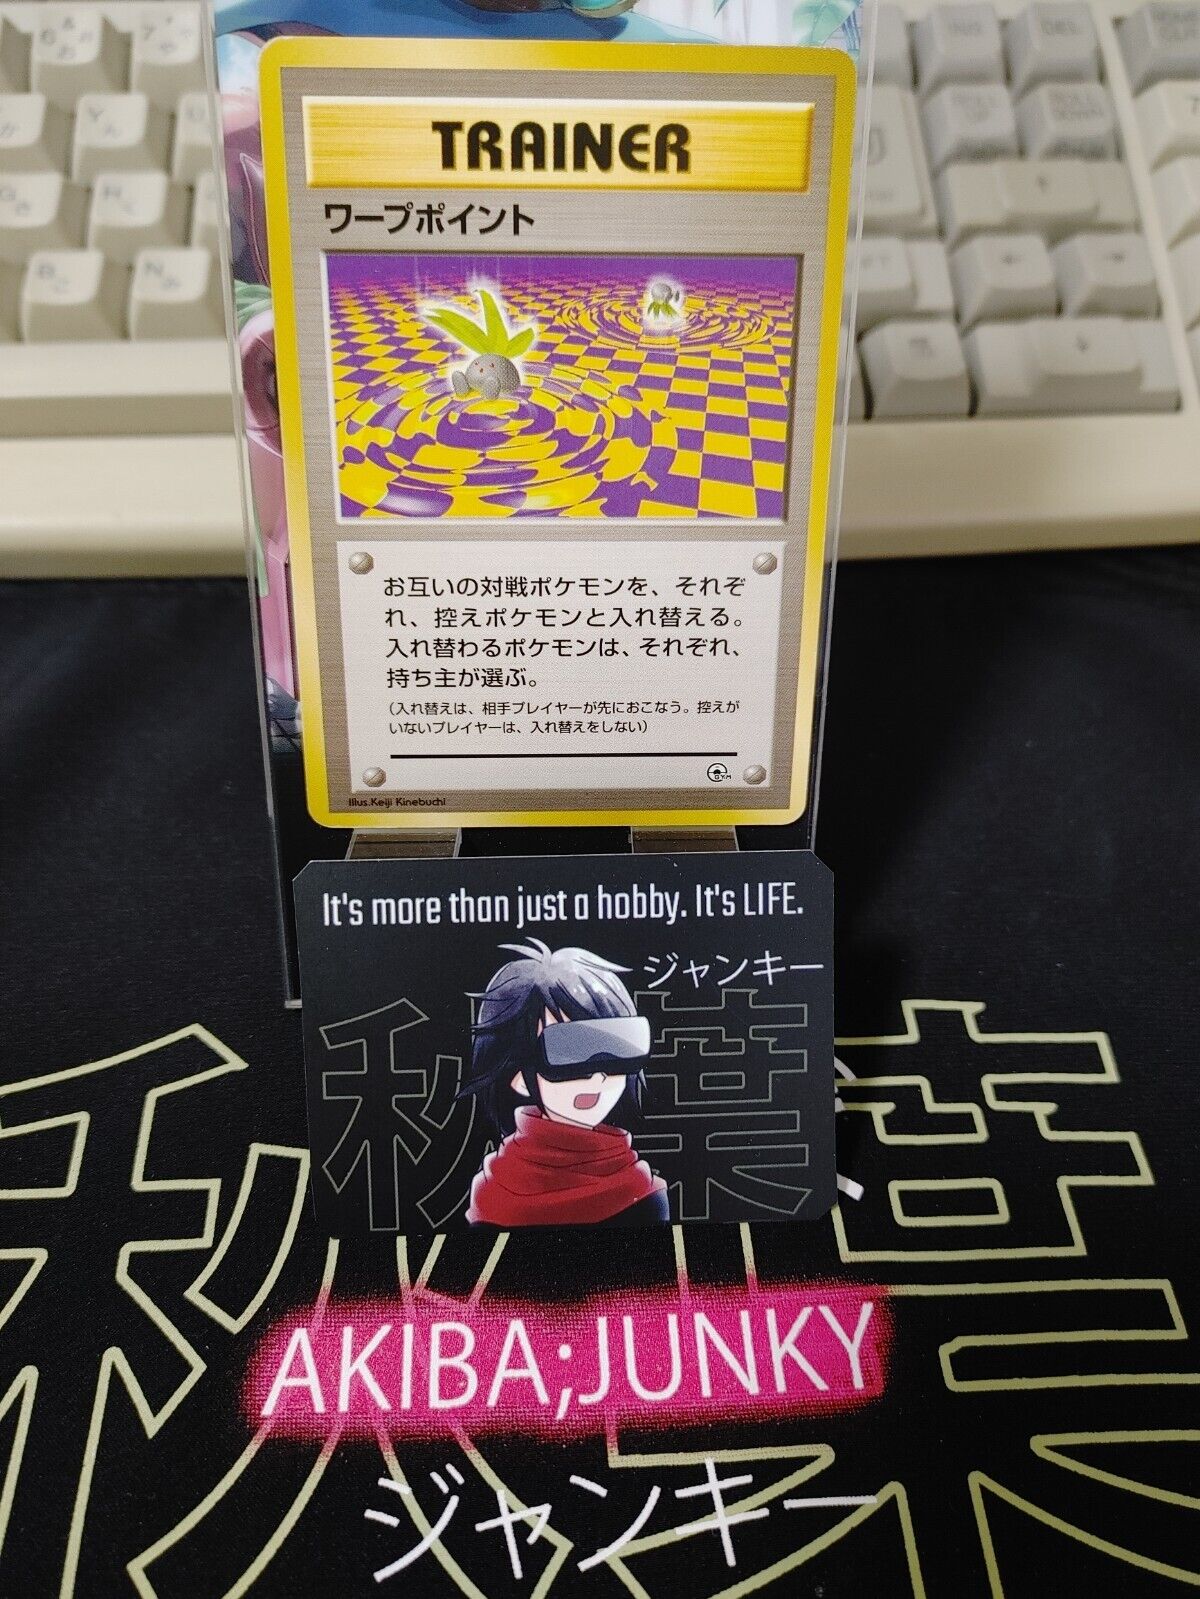 TRAINER
ワープポイント
お互いの対戦ポケモンを、それぞ
れ、控えポケモンと入れ替える。
入れ替わるポケモンは、それぞれ、
持ち主が選ぶ。
(入れ替えは、相手プレイヤーが先におこなう。控えが
いないプレイヤーは、入れ替えをしない)
GYM
Illus.Keiji Kinebuchi
It's more than just a hobby. It's LIFE.
ジャンキー
秋葉
秋葉
AKIBA;JUNKY
ジャンキー